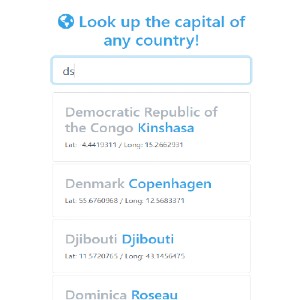 Look up the capital of
any country!
ds
Democratic Republic of
the Congo Kinshasa
Lat: -4.4419311 / Long: 15.2662931
Denmark Copenhagen
Lat: 55.6760968 / Long: 12.5683371
Djibouti Djibouti
Lat: 11.5720765 / Long: 43.1456475
Dominica Roseau